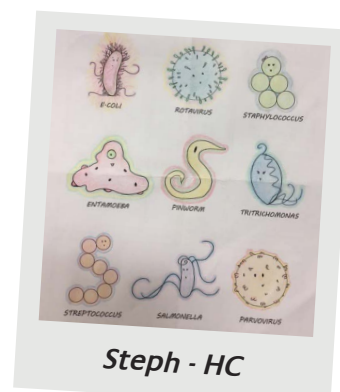 E-COLI ROTAVIRUS STAPHYLOCOCCUS
ENTAMOEBA PINWORM TRITRICHOMONAS
STREPTOCOCCUS SALMONELLA PARVOVIRUS
Steph - HC